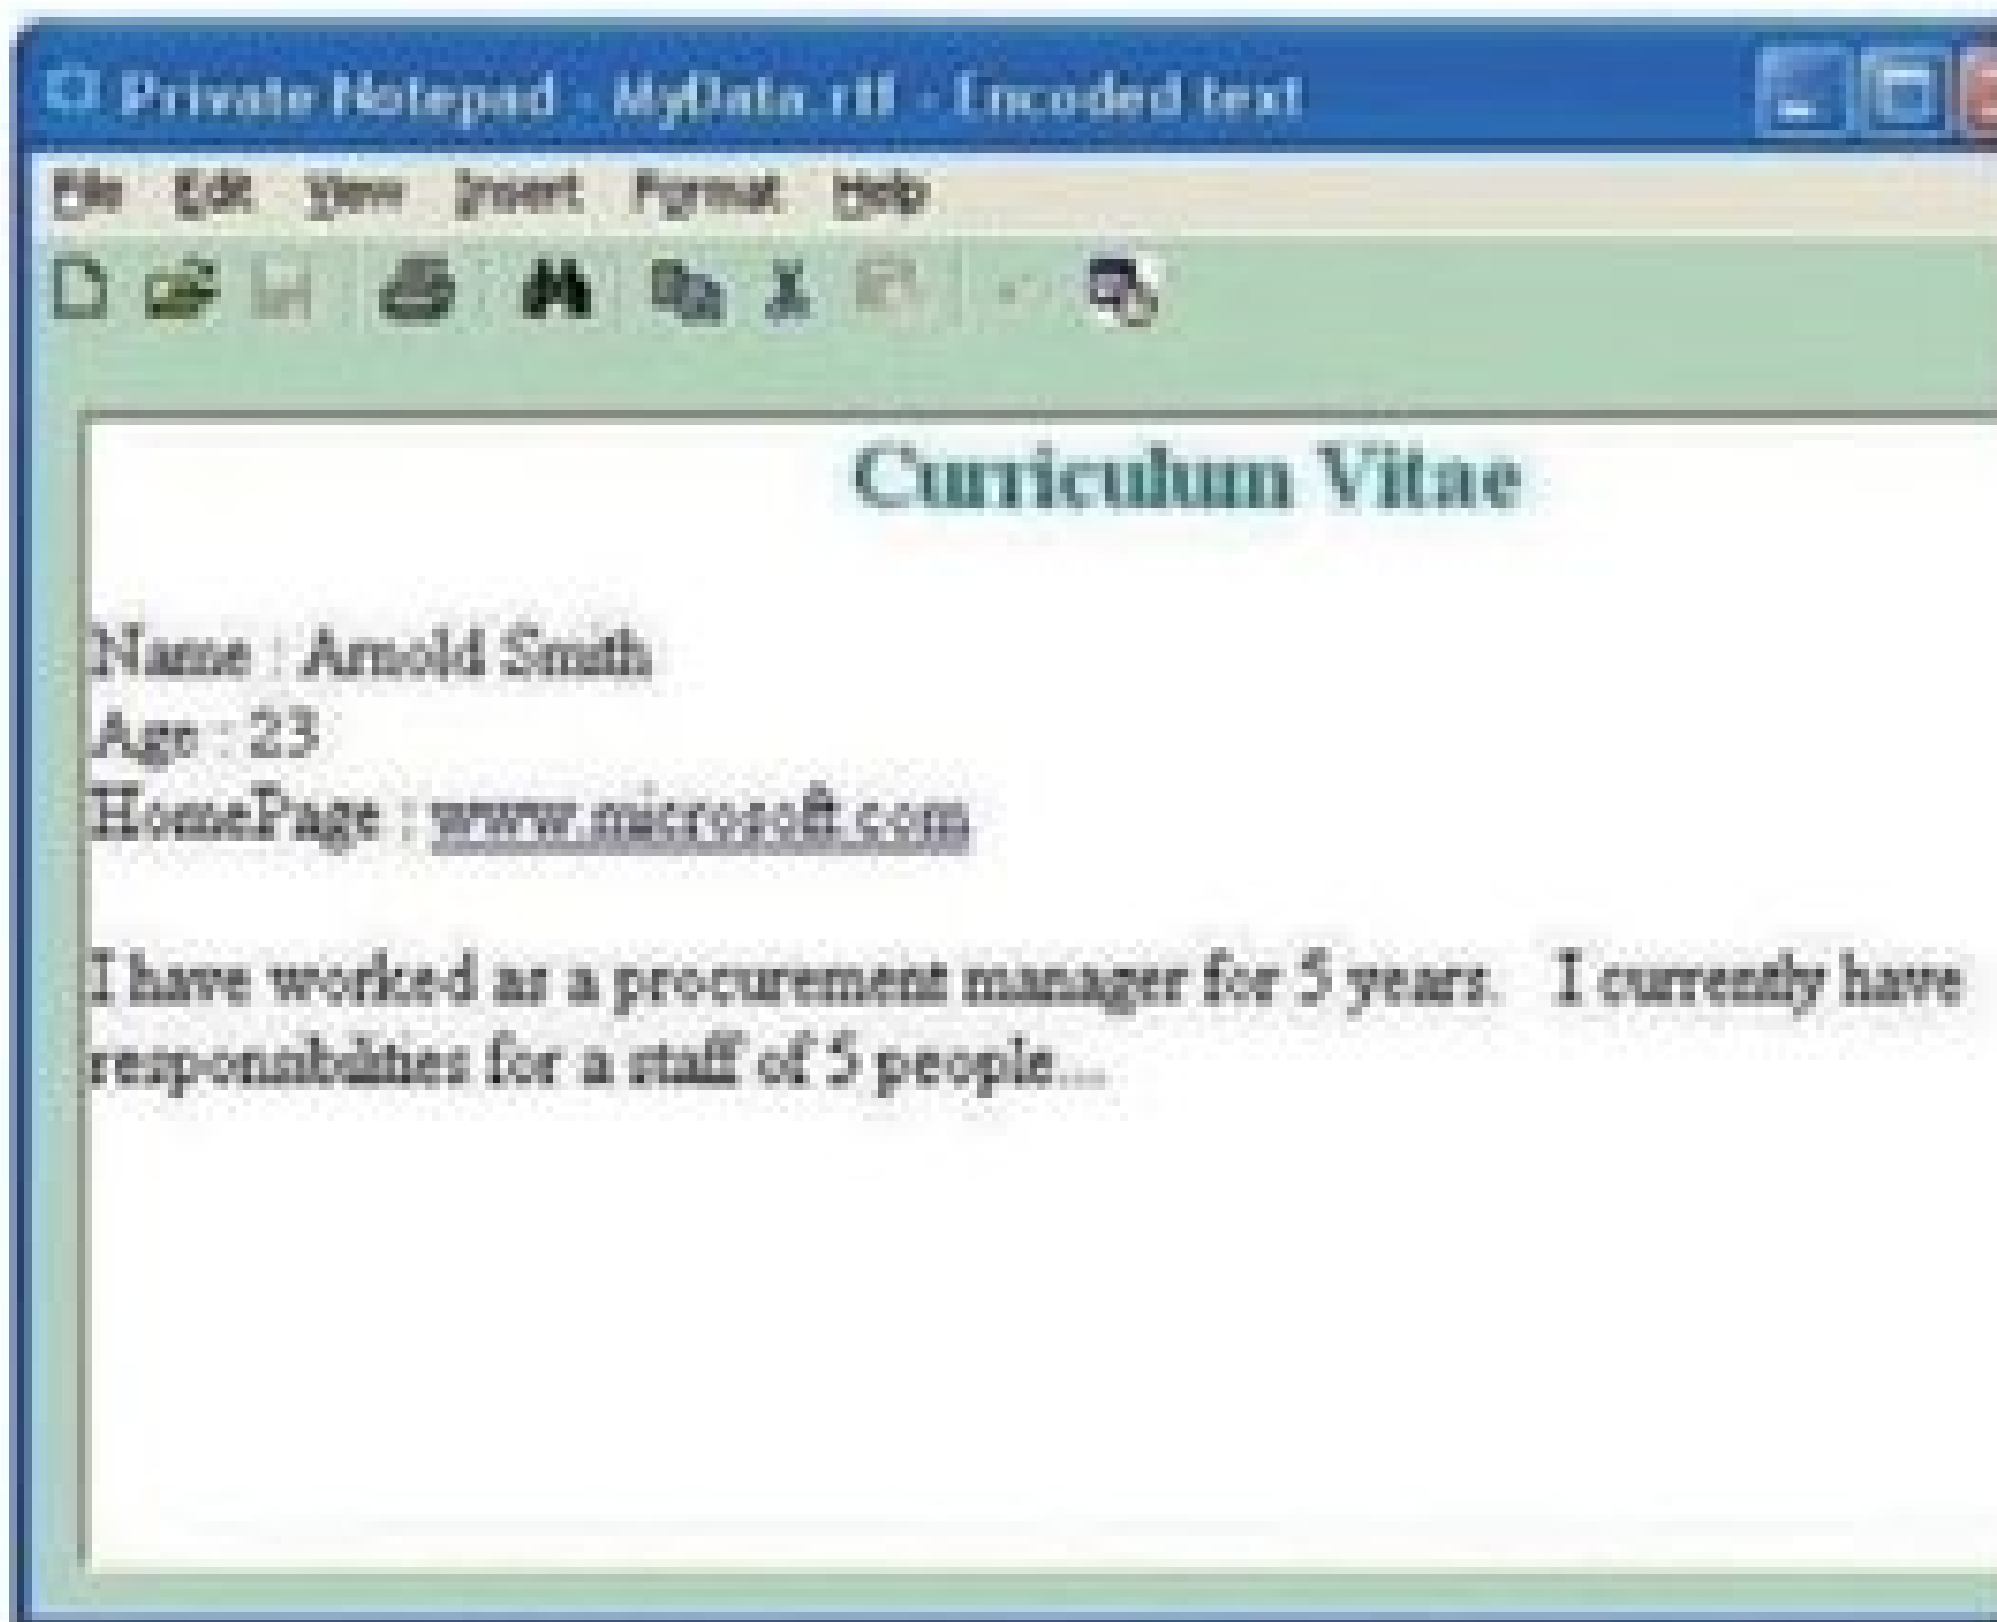 Private Notepad - MyData.rtf - Encoded text
File Edit View Insert Format Help
Curriculum Vitae
Name : Arnold Smith
Age : 23
HomePage : www.microsoft.com
I have worked as a procurement manager for 5 years. I currently have
responsibilities for a staff of 5 people...